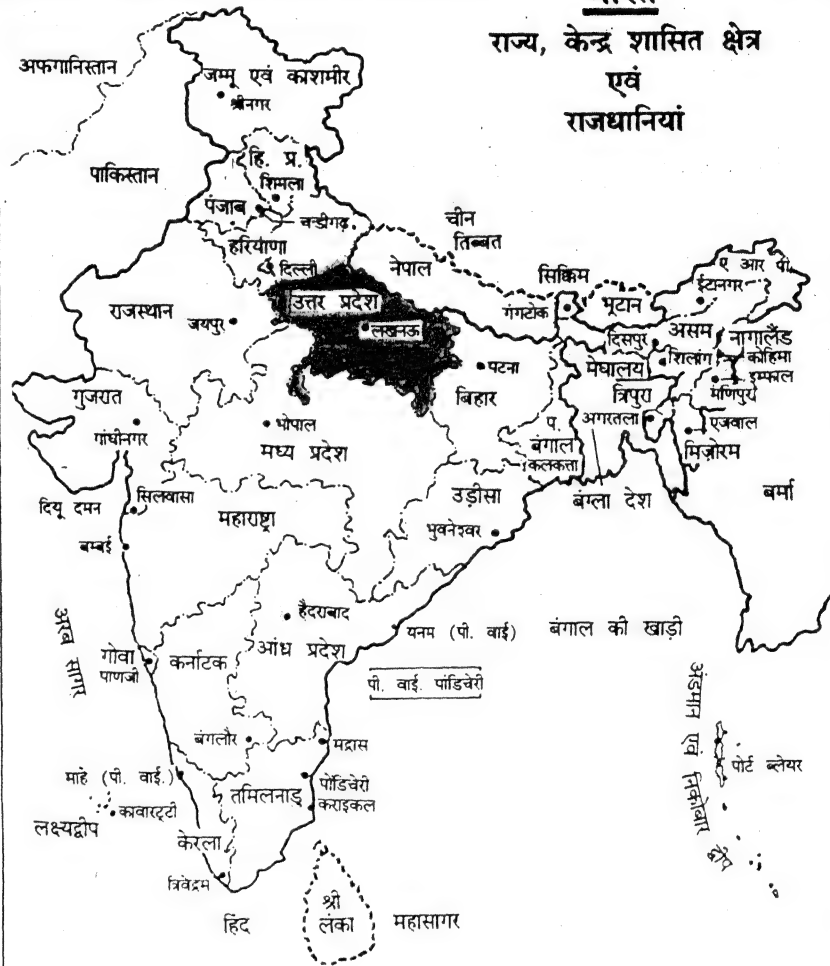 भारत
राज्य, केन्द्र शासित क्षेत्र
एवं
राजधानियां
अफगानिस्तान
जम्मू एवं काश्मीर
श्रीनगर
पाकिस्तान
हि. प्र.
शिमला
पंजाब
चन्डीगढ़
हरियाणा
दिल्ली
चीन
तिब्बत
नेपाल
सिक्किम
गंगटोक
भूटान
ए आर पी
ईटानगर
राजस्थान
जयपुर
उत्तर प्रदेश
लखनऊ
पटना
बिहार
दिसपुर
असम
नागालैंड
मेघालय
शिलांग
कोहिमा
इम्फाल
मणिपुर
त्रिपुरा
अगरतला
एजवाल
मिज़ोरम
गुजरात
गांधीनगर
भोपाल
मध्य प्रदेश
प.
बंगाल
कलकत्ता
उड़ीसा
भुवनेश्वर
बंग्ला देश
बर्मा
दियू दमन
सिलवासा
महाराष्ट्रा
बम्बई
हैदराबाद
आंध्र प्रदेश
यनम (पी. वाई)
बंगाल की खाड़ी
अरब सागर
गोवा
पाणजी
कर्नाटक
पी. वाई. पांडिचेरी
बंगलौर
मद्रास
माहे (पी. वाई.)
तमिलनाडु
पोंडिचेरी
कराइकल
कावारट्टी
लक्ष्यद्वीप
केरला
त्रिवेंद्रम
अंडमान एवं निकोबार द्वीप
पोर्ट ब्लेयर
हिंद
श्री
लंका
महासागर